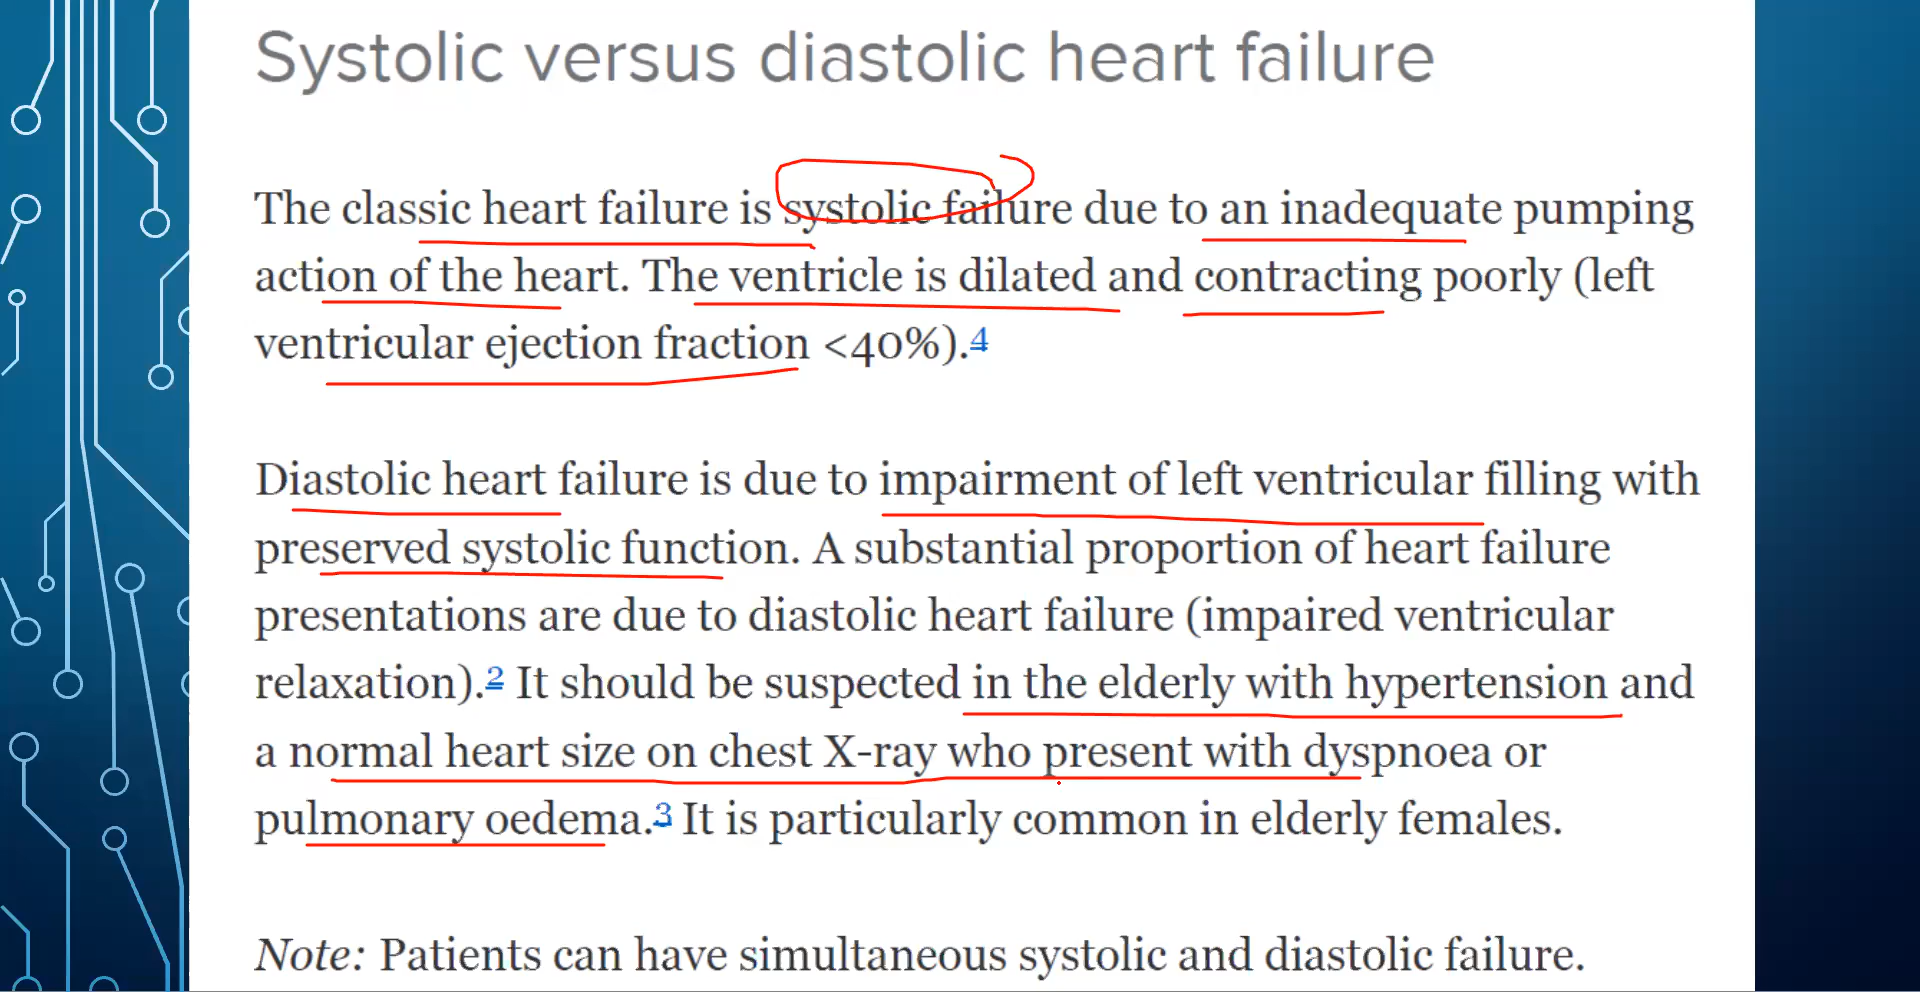 Systolic versus diastolic heart failure
The classic heart failure is systolic failure due to an inadequate pumping
action of the heart. The ventricle is dilated and contracting poorly (left
ventricular ejection fraction <40%).4
Diastolic heart failure is due to impairment of left ventricular filling with
preserved systolic function. A substantial proportion of heart failure
presentations are due to diastolic heart failure (impaired ventricular
relaxation).2 It should be suspected in the elderly with hypertension and
a normal heart size on chest X-ray who present with dyspnoea or
pulmonary oedema.3 It is particularly common in elderly females.
Note: Patients can have simultaneous systolic and diastolic failure.